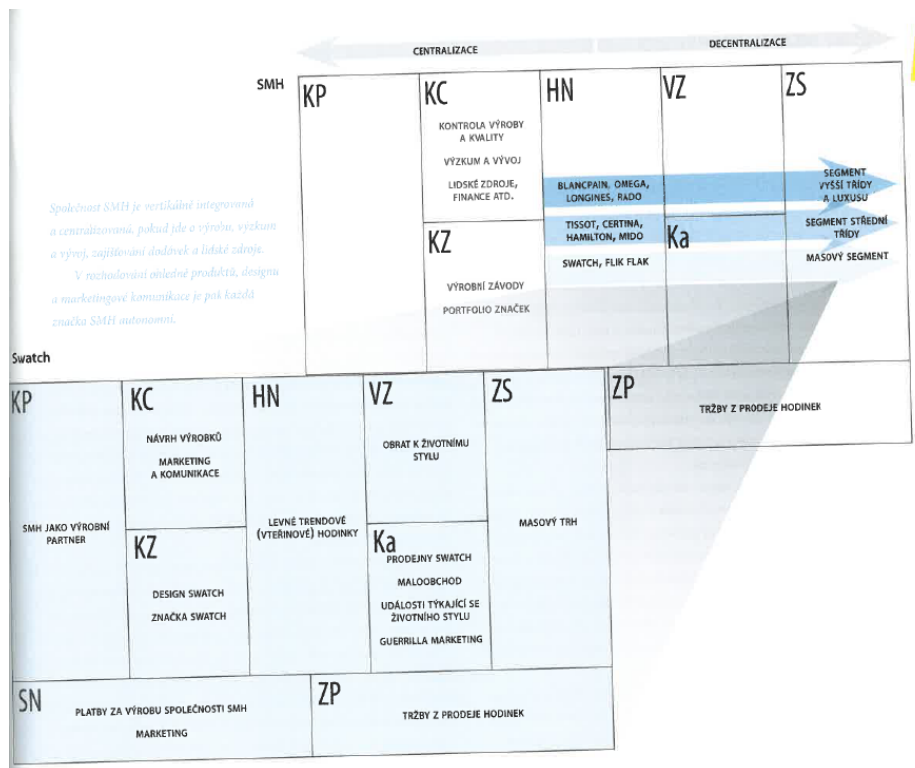 CENTRALIZACE
DECENTRALIZACE
SMH
KP
KC
KONTROLA VÝROBY
A KVALITY
VÝZKUM A VÝVOJ
LIDSKÉ ZDROJE,
FINANCE ATD.
HN
BLANCPAIN, OMEGA,
LONGINES, RADO
TISSOT, CERTINA,
HAMILTON, MIDO
SWATCH, FLIK FLAK
VZ
ZS
SEGMENT
VYŠŠÍ TŘÍDY
A LUXUSU
SEGMENT STŘEDNÍ
TŘÍDY
MASOVÝ SEGMENT
KZ
VÝROBNÍ ZÁVODY
PORTFOLIO ZNAČEK
Ka
ZP
TRŽBY Z PRODEJE HODINEK
Společnost SMH je vertikálně integrovaná
a centralizovaná, pokud jde o výrobu, výzkum
a vývoj, zajišťování dodávek a lidské zdroje.
V rozhodování ohledně produktů, designu
a marketingové komunikace je pak každá
značka SMH autonomní.
Swatch
KP
SMH JAKO VÝROBNÍ
PARTNER
KC
NÁVRH VÝROBKŮ
MARKETING
A KOMUNIKACE
KZ
DESIGN SWATCH
ZNAČKA SWATCH
HN
LEVNÉ TRENDOVÉ
(VTEŘINOVÉ) HODINKY
VZ
OBRAT K ŽIVOTNÍMU
STYLU
Ka
PRODEJNY SWATCH
MALOOBCHOD
UDÁLOSTI TÝKAJÍCÍ SE
ŽIVOTNÍHO STYLU
GUERRILLA MARKETING
ZS
MASOVÝ TRH
SN
PLATBY ZA VÝROBU SPOLEČNOSTI SMH
MARKETING
ZP
TRŽBY Z PRODEJE HODINEK